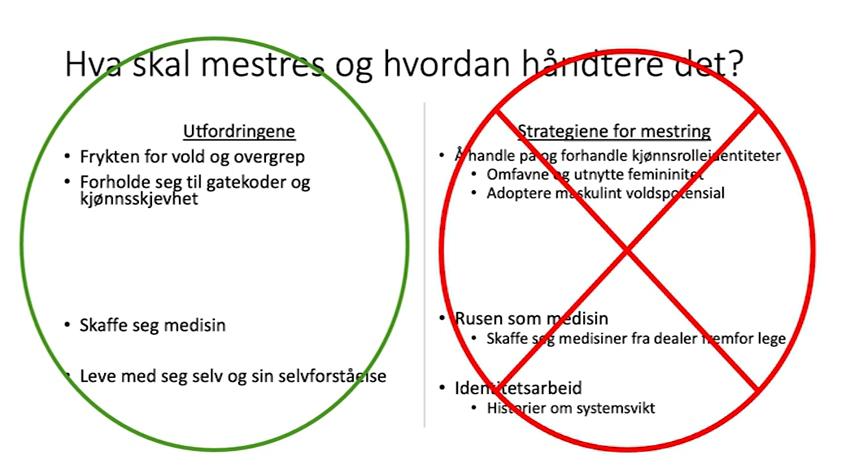 Hva skal mestres og hvordan håndtere det?
Utfordringene
• Frykten for vold og overgrep
• Forholde seg til gatekoder og
kjønnsskjevhet
• Skaffe seg medisin
• Leve med seg selv og sin selvforståelse
Strategiene for mestring
• Å handle på og forhandle kjønnsrolleidentiteter
• Omfavne og utnytte femininitet
• Adoptere maskulint voldspotensial
• Rusen som medisin
• Skaffe seg medisiner fra dealer fremfor lege
• Identitetsarbeid
• Historier om systemsvikt